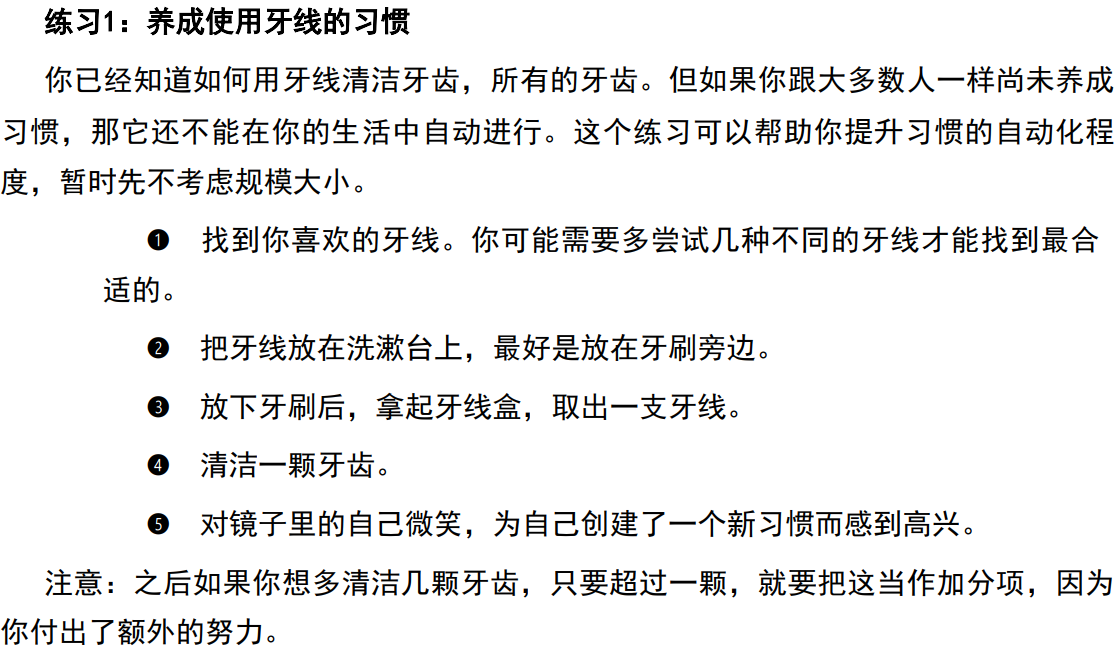 练习1：养成使用牙线的习惯
你已经知道如何用牙线清洁牙齿，所有的牙齿。但如果你跟大多数人一样尚未养成
习惯，那它还不能在你的生活中自动进行。这个练习可以帮助你提升习惯的自动化程
度，暂时先不考虑规模大小。
❶ 找到你喜欢的牙线。你可能需要多尝试几种不同的牙线才能找到最合
适的。
❷ 把牙线放在洗漱台上，最好是放在牙刷旁边。
❸ 放下牙刷后，拿起牙线盒，取出一支牙线。
❹ 清洁一颗牙齿。
❺ 对镜子里的自己微笑，为自己创建了一个新习惯而感到高兴。
注意：之后如果你想多清洁几颗牙齿，只要超过一颗，就要把这当作加分项，因为
你付出了额外的努力。